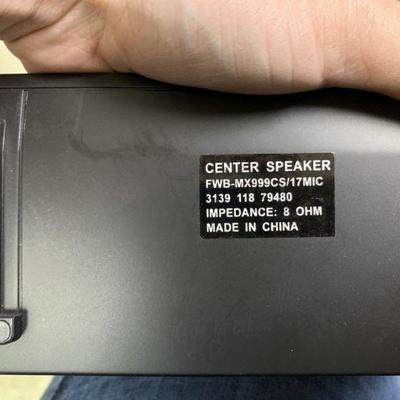 CENTER SPEAKER
FWB-MX999CS/17MIC
3139 118 79480
IMPEDANCE: 8 OHM
MADE IN CHINA